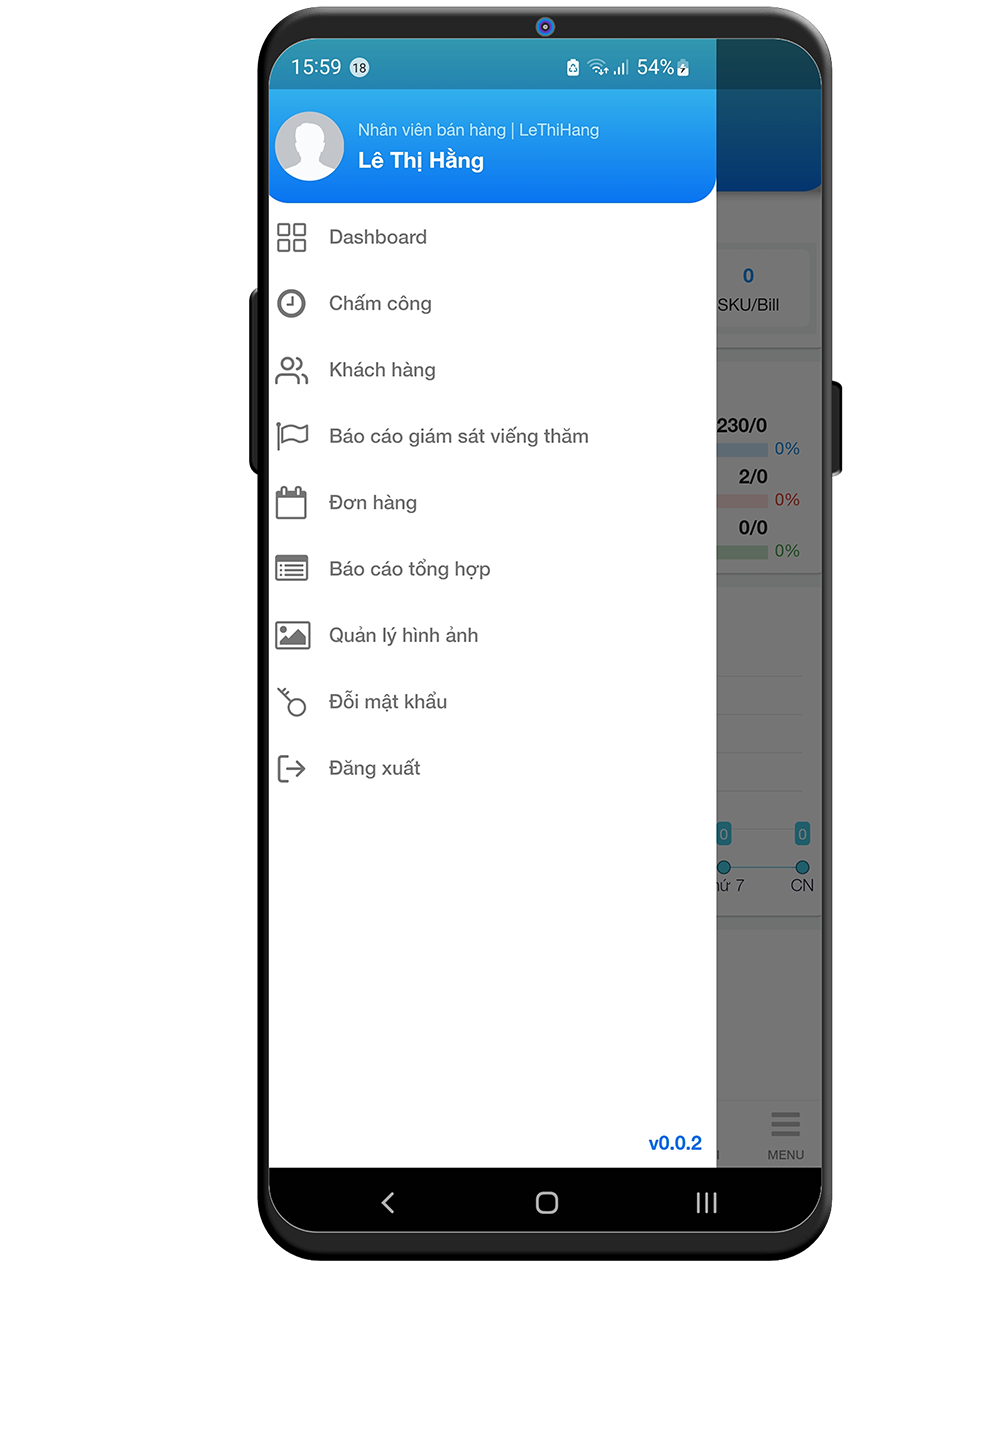 15:59 18 54%
Nhân viên bán hàng | LeThiHang
Lê Thị Hằng
Dashboard
0
SKU/Bill
Chấm công
Khách hàng
230/0
0%
Báo cáo giám sát viếng thăm
2/0
0%
Đơn hàng
0/0
0%
Báo cáo tổng hợp
Quản lý hình ảnh
Đỗi mật khẩu
Đăng xuất
0 0
7 CN
v0.0.2
MENU